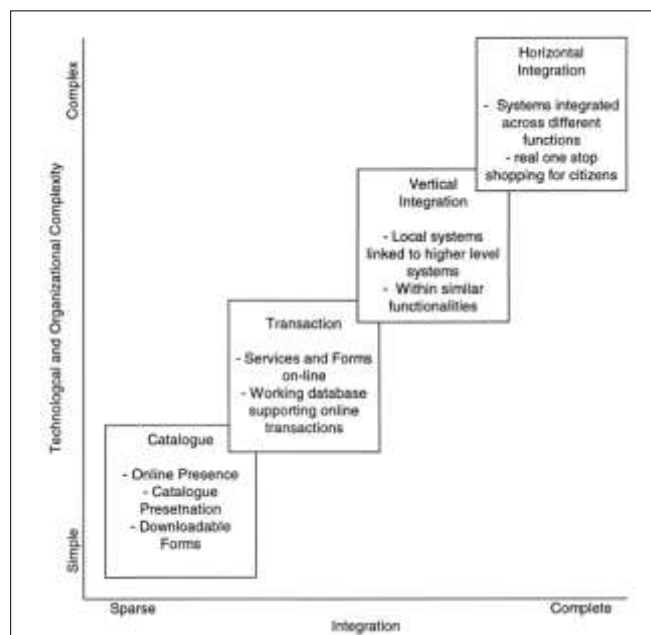 Complex
Technologcal and Organizational Complexity
Simple
Horizontal
Integration
- Systems integrated
across different
functions
- real one stop
shopping for citizens
Vertical
Integration
- Local systems
linked to higher level
systems
- Within similar
functionalities
Transaction
- Services and Forms
on-line
- Working database
supporting online
transactions
Catalogue
- Online Presence
- Catalogue
Presetnation
- Downloadable
Forms
Sparse
Complete
Integration